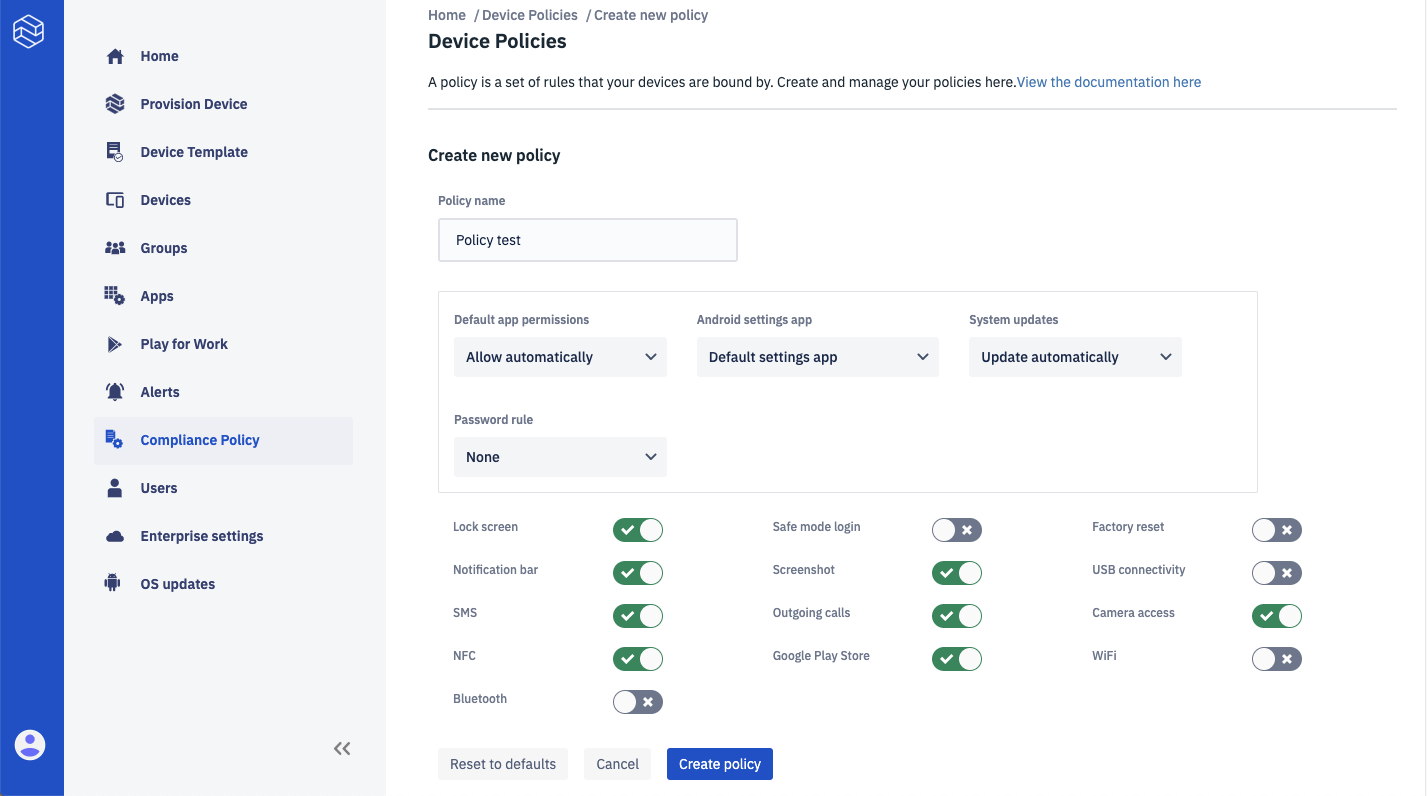 Home / Device Policies / Create new policy
Device Policies
A policy is a set of rules that your devices are bound by. Create and manage your policies here.View the documentation here
Home
Provision Device
Device Template
Devices
Groups
Apps
Play for Work
Alerts
Compliance Policy
Users
Enterprise settings
OS updates
Create new policy
Policy name
Policy test
Default app permissions
Android settings app
System updates
Allow automatically
Default settings app
Update automatically
Password rule
None
Lock screen
Safe mode login
Factory reset
Notification bar
Screenshot
USB connectivity
SMS
Outgoing calls
Camera access
NFC
Google Play Store
WiFi
Bluetooth
Reset to defaults
Cancel
Create policy